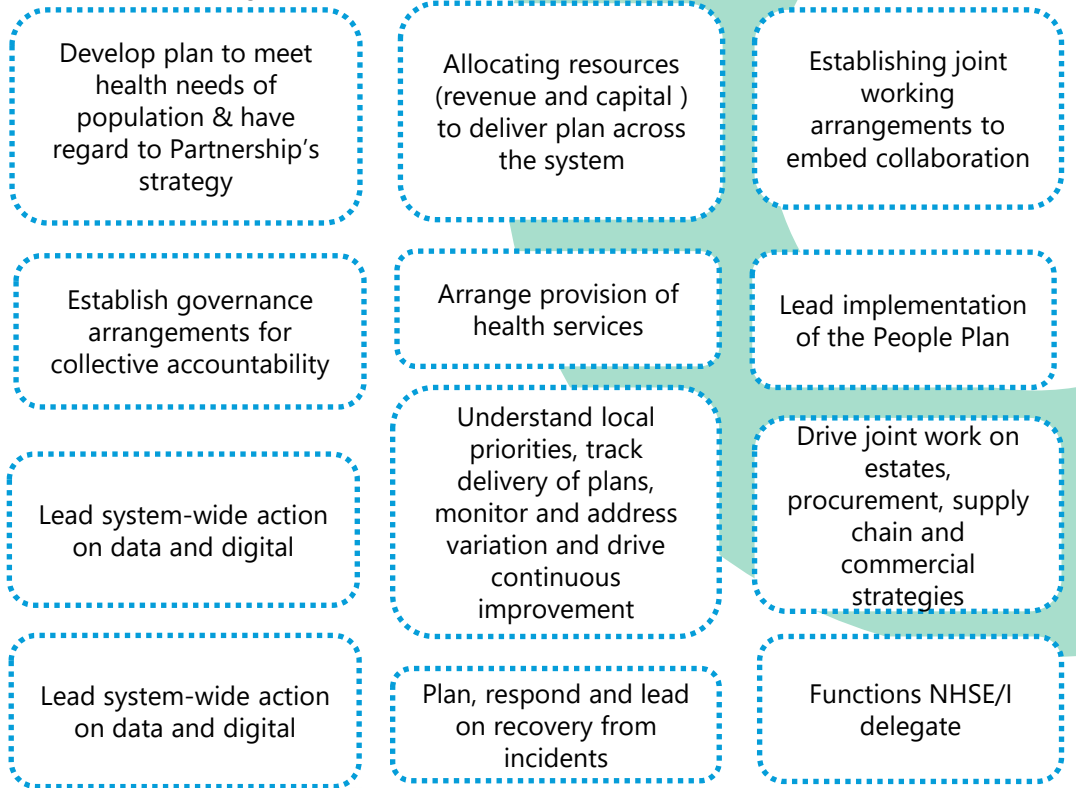 Develop plan to meet
health needs of
population & have
regard to Partnership's
strategy
Allocating resources
(revenue and capital )
to deliver plan across
the system
Establishing joint
working
arrangements to
embed collaboration
Establish governance
arrangements for
collective accountability
Arrange provision of
health services
Lead implementation
of the People Plan
Lead system-wide action
on data and digital
Understand local
priorities, track
delivery of plans,
monitor and address
variation and drive
continuous
improvement
Drive joint work on
estates,
procurement, supply
chain and
commercial
strategies
Lead system-wide action
on data and digital
Plan, respond and lead
on recovery from
incidents
Functions NHSE/I
delegate